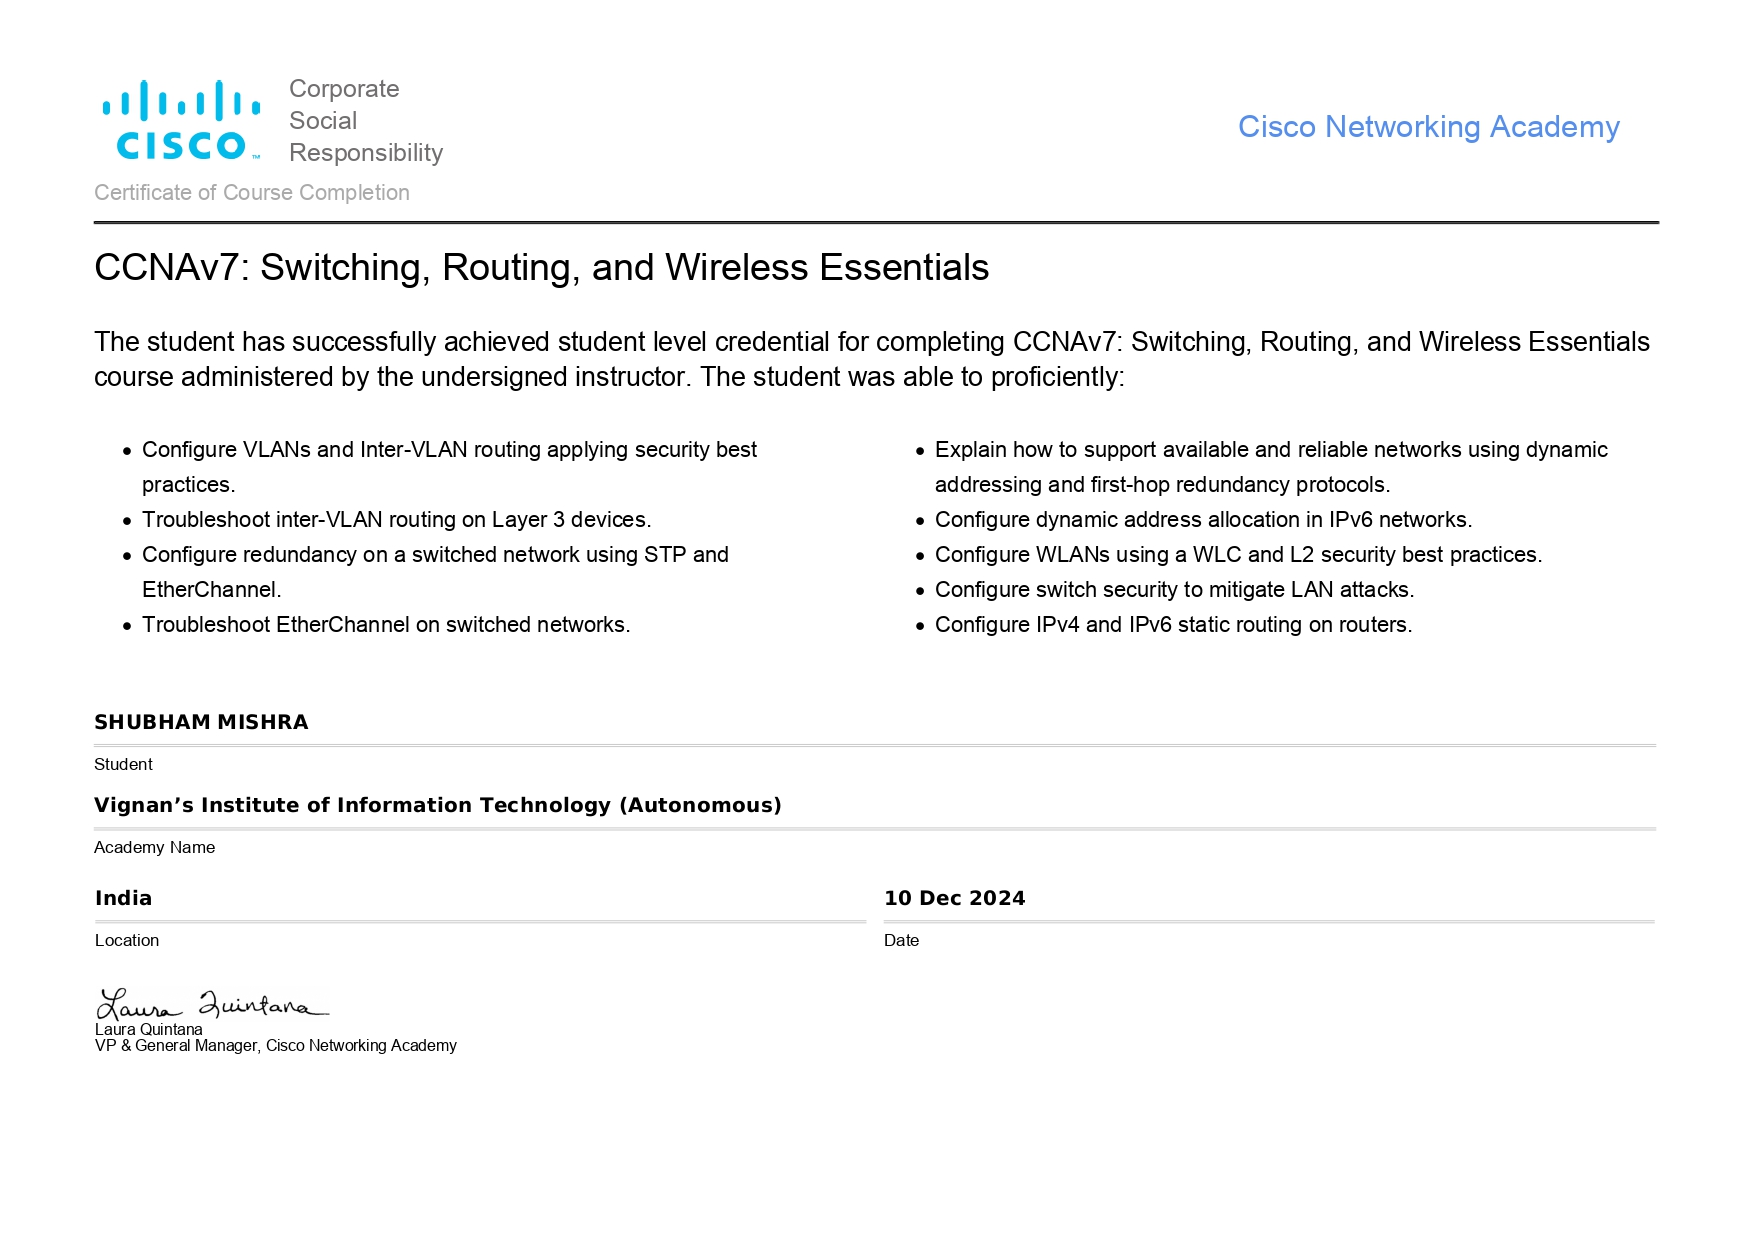 CISCO™
Corporate
Social
Responsibility
Cisco Networking Academy
Certificate of Course Completion
CCNAv7: Switching, Routing, and Wireless Essentials
The student has successfully achieved student level credential for completing CCNAv7: Switching, Routing, and Wireless Essentials
course administered by the undersigned instructor. The student was able to proficiently:
• Configure VLANs and Inter-VLAN routing applying security best
practices.
• Troubleshoot inter-VLAN routing on Layer 3 devices.
• Configure redundancy on a switched network using STP and
EtherChannel.
• Troubleshoot EtherChannel on switched networks.
• Explain how to support available and reliable networks using dynamic
addressing and first-hop redundancy protocols.
• Configure dynamic address allocation in IPv6 networks.
• Configure WLANs using a WLC and L2 security best practices.
• Configure switch security to mitigate LAN attacks.
• Configure IPv4 and IPv6 static routing on routers.
SHUBHAM MISHRA
Student
Vignan’s Institute of Information Technology (Autonomous)
Academy Name
India
Location
10 Dec 2024
Date
Laura Quintana
Laura Quintana
VP & General Manager, Cisco Networking Academy